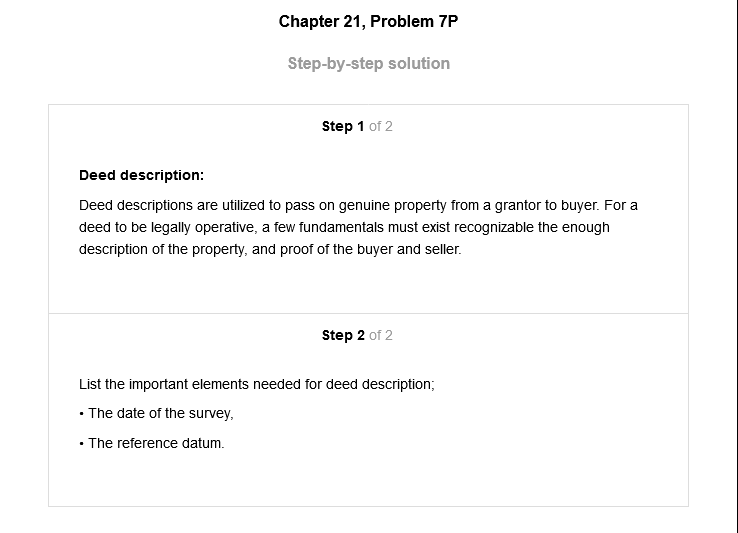 Chapter 21, Problem 7P
Step-by-step solution
Step 1 of 2
Deed description:
Deed descriptions are utilized to pass on genuine property from a grantor to buyer. For a
deed to be legally operative, a few fundamentals must exist recognizable the enough
description of the property, and proof of the buyer and seller.
Step 2 of 2
List the important elements needed for deed description;
• The date of the survey,
• The reference datum.